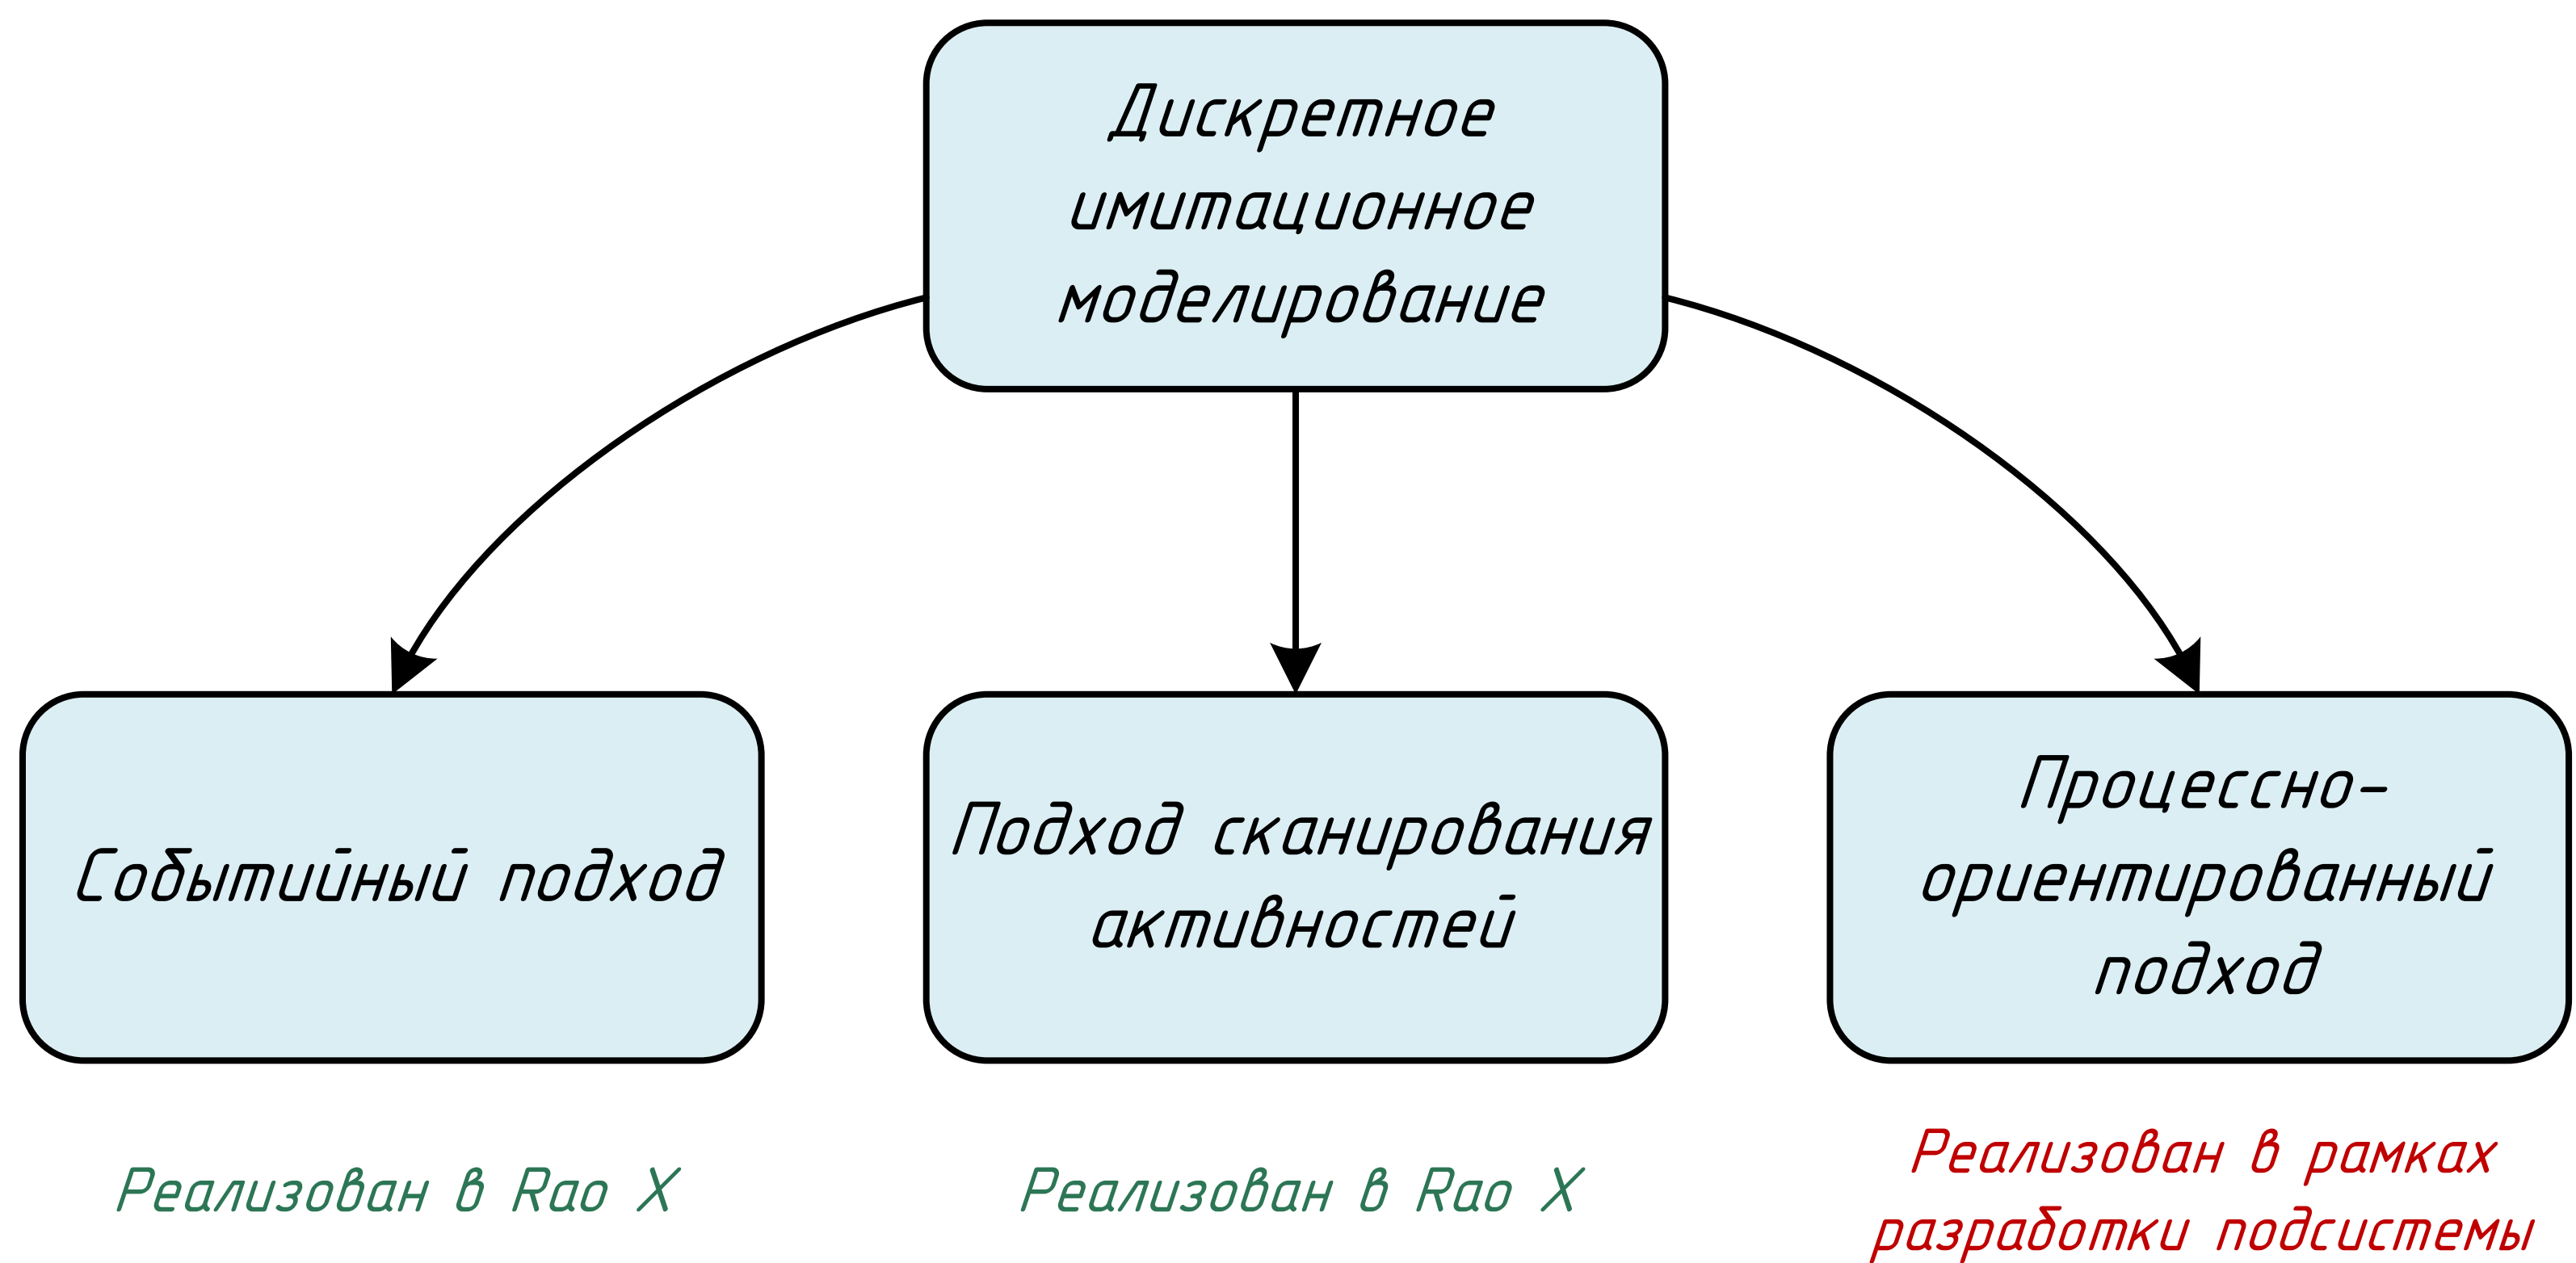 Дискретное
имитационное
моделирование
Событийный подход
Подход сканирования
активностей
Процессно-
ориентированный
подход
Реализован в Rao X
Реализован в Rao X
Реализован в рамках
разработки подсистемы